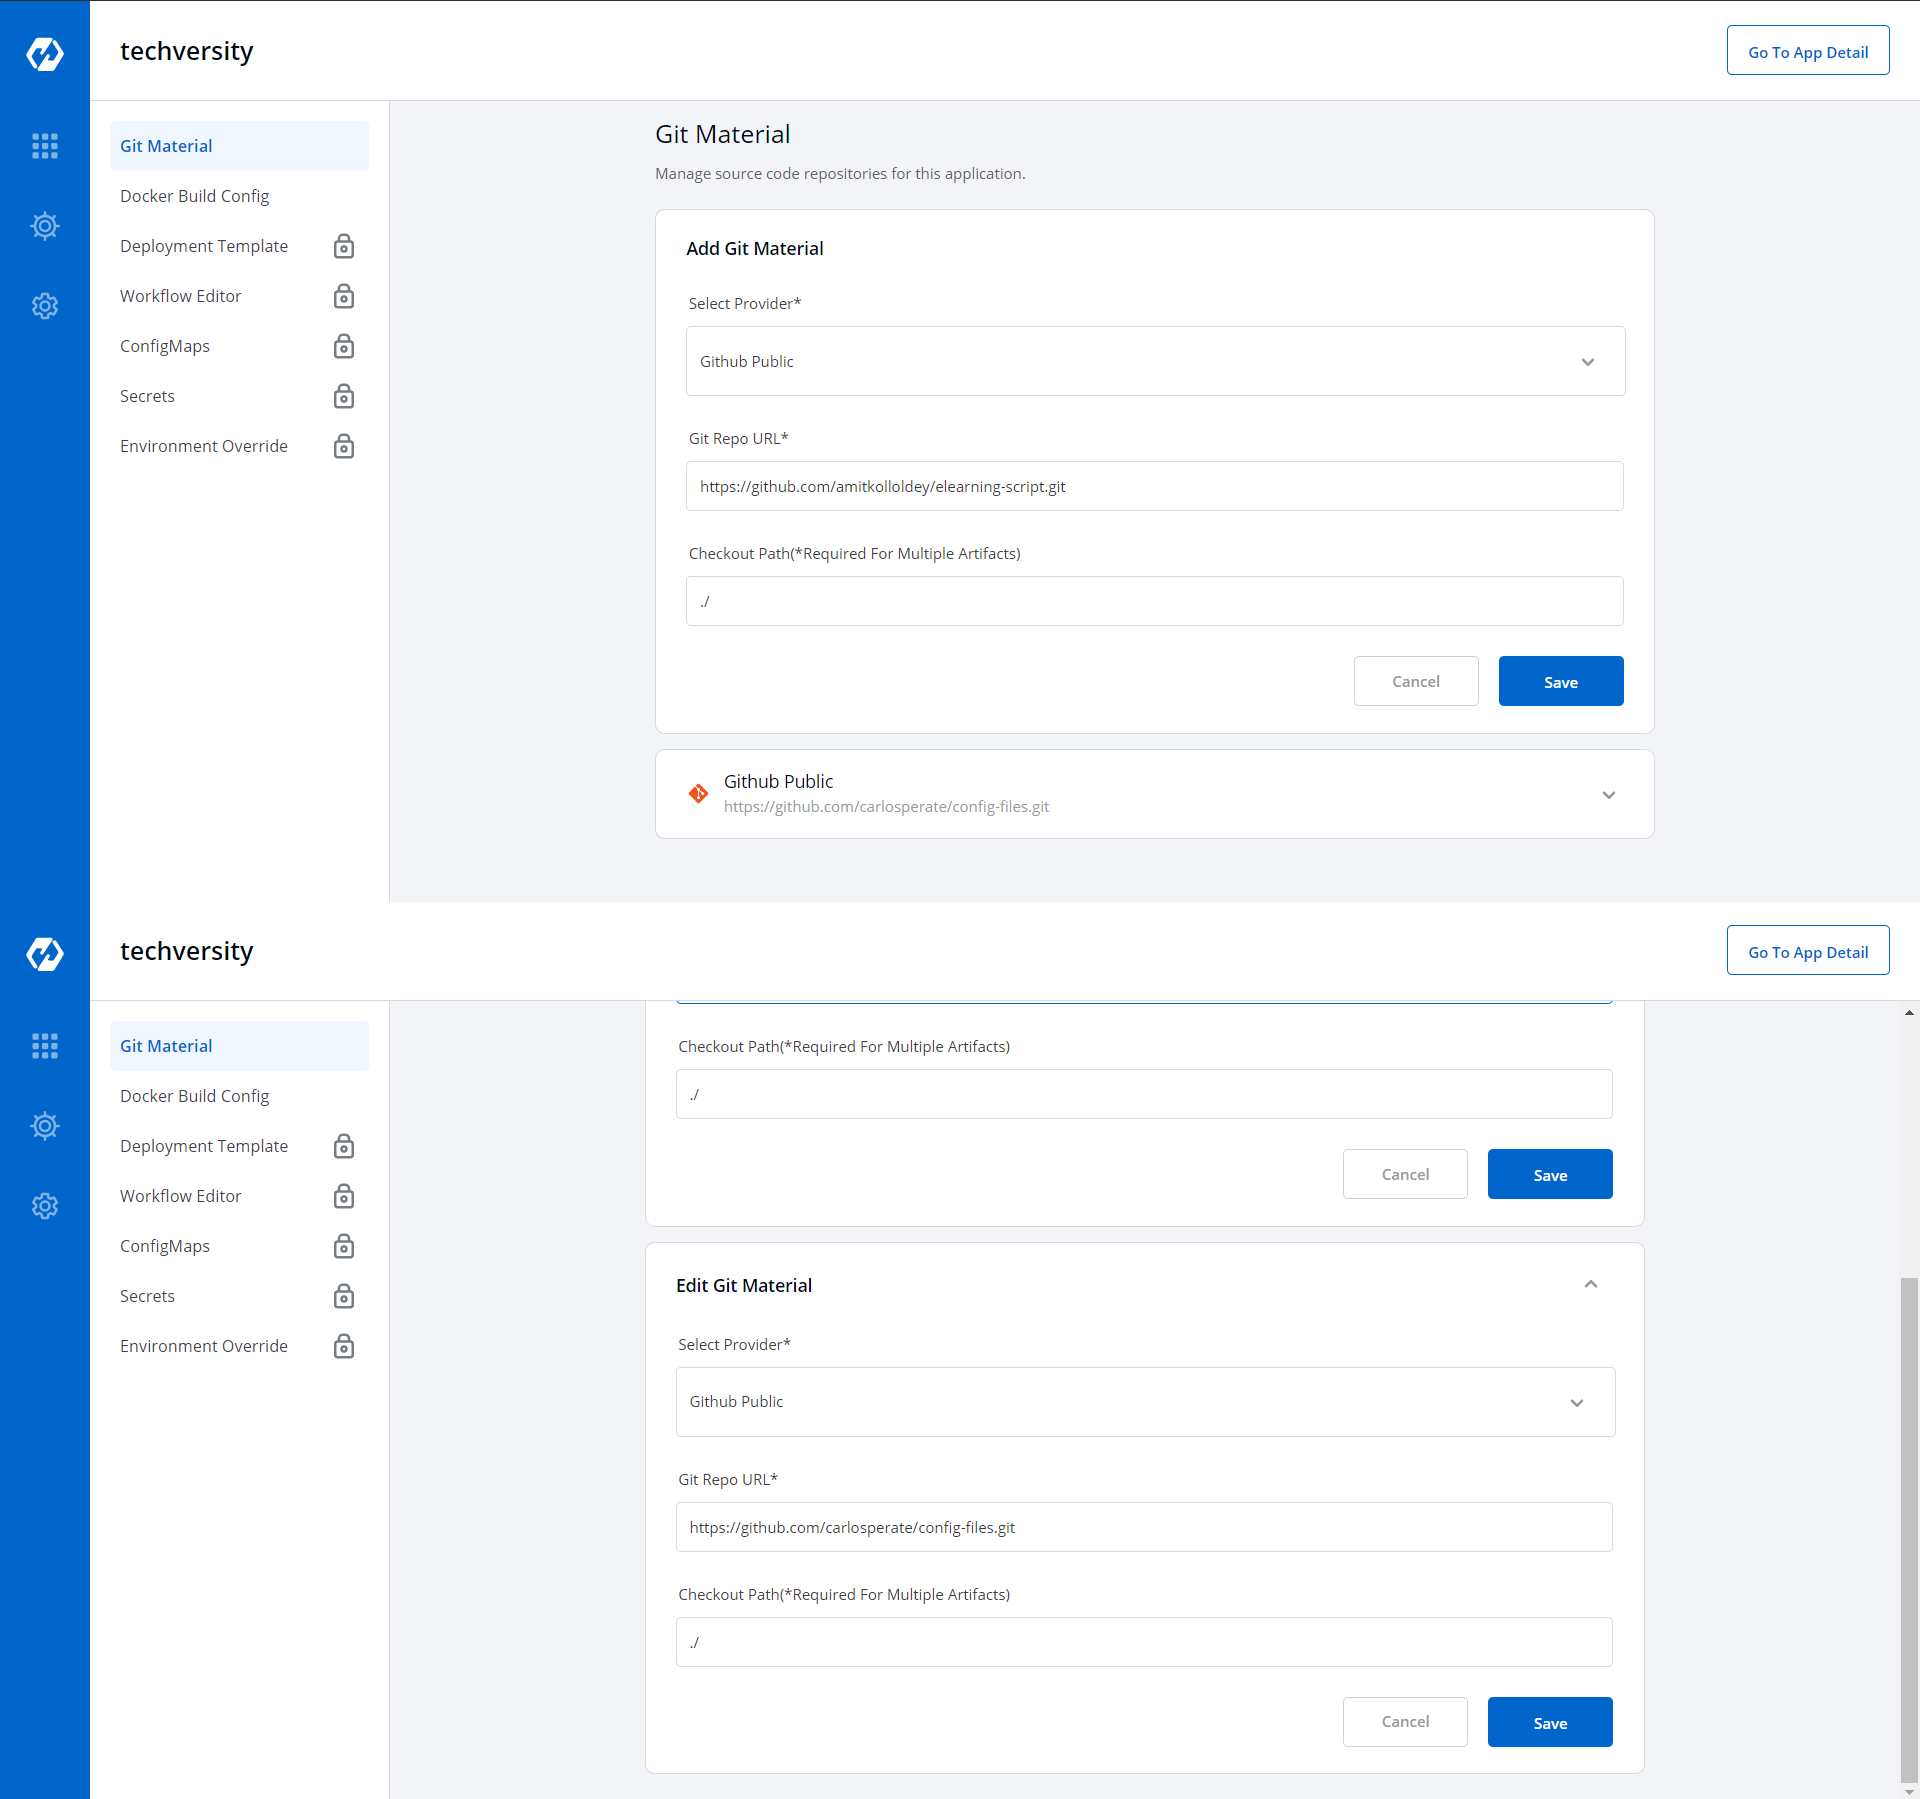 techversity
Go To App Detail
Git Material
Docker Build Config
Deployment Template
Workflow Editor
ConfigMaps
Secrets
Environment Override
Git Material
Manage source code repositories for this application.
Add Git Material
Select Provider*
Github Public
Git Repo URL*
https://github.com/amitkolloldey/elearning-script.git
Checkout Path(*Required For Multiple Artifacts)
./
Cancel
Save
Github Public
https://github.com/carlosperate/config-files.git
techversity
Go To App Detail
Git Material
Docker Build Config
Deployment Template
Workflow Editor
ConfigMaps
Secrets
Environment Override
Checkout Path(*Required For Multiple Artifacts)
./
Cancel
Save
Edit Git Material
Select Provider*
Github Public
Git Repo URL*
https://github.com/carlosperate/config-files.git
Checkout Path(*Required For Multiple Artifacts)
./
Cancel
Save